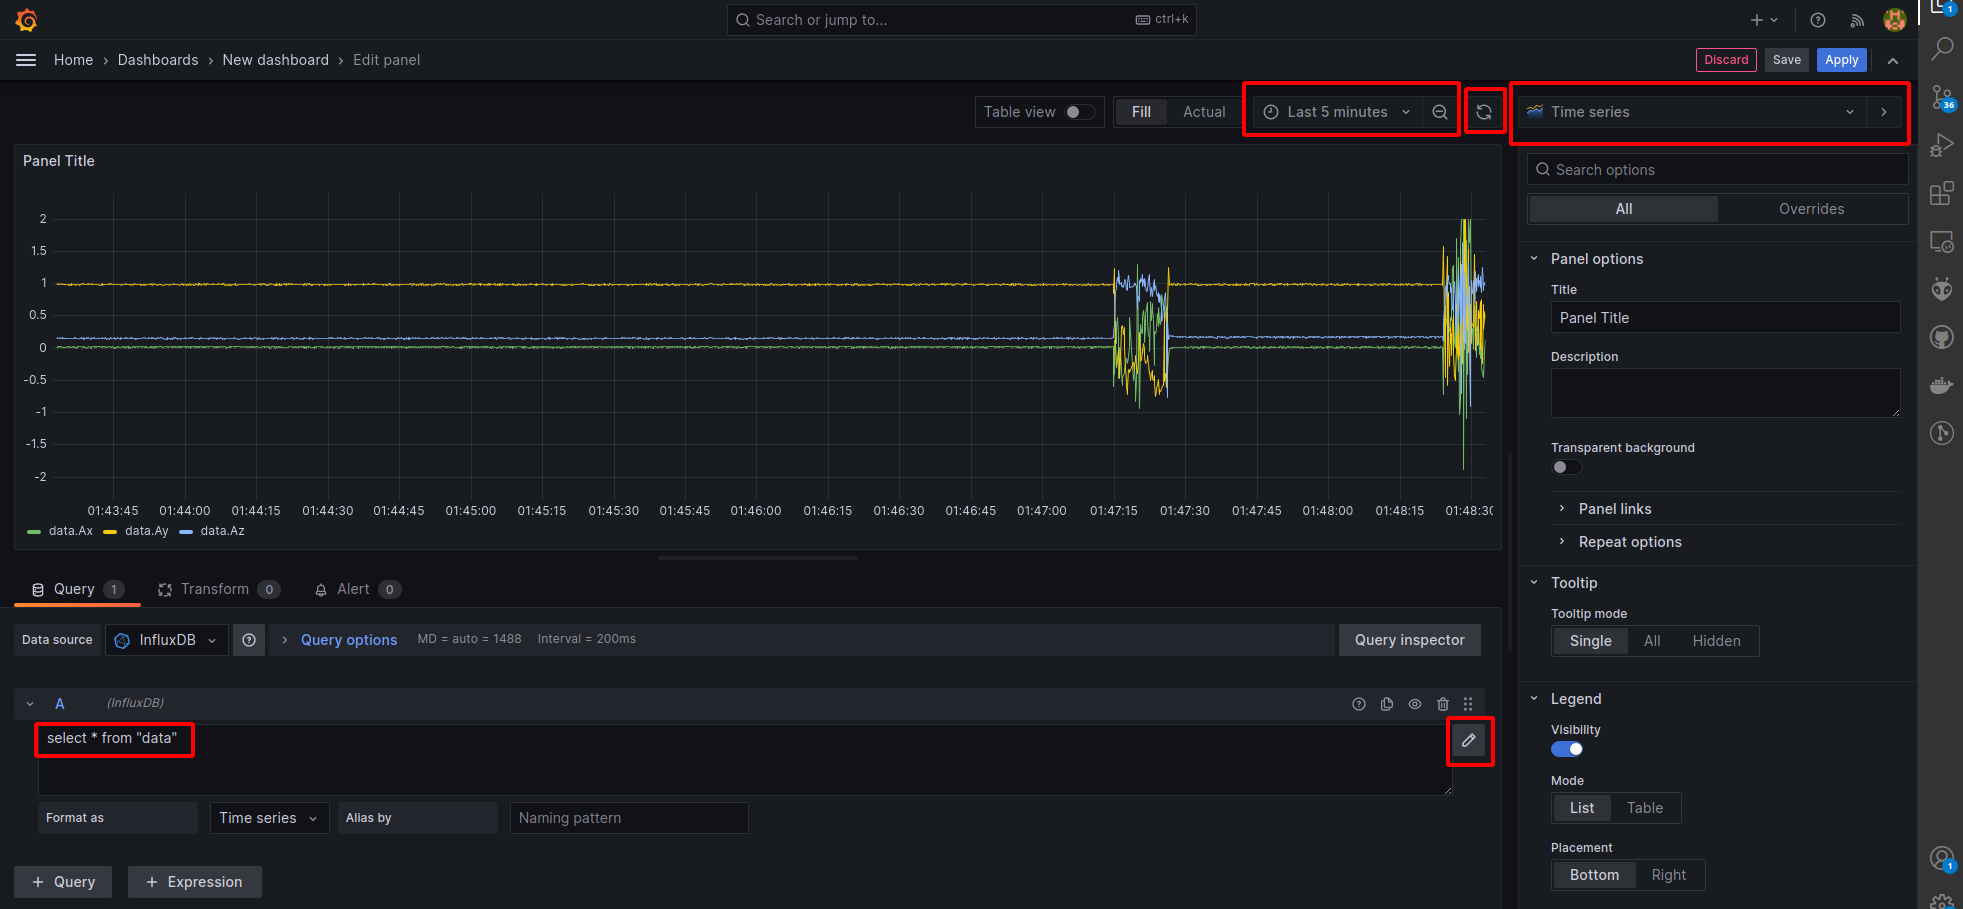 Search or jump to...
ctrl+k
1
Home › Dashboards › New dashboard › Edit panel
Discard
Save
Apply
Table view
Fill
Actual
Last 5 minutes
Time series
36
Panel Title
Search options
All
Overrides
2
1.5
1
0.5
0
-0.5
-1
-1.5
-2
01:43:45 01:44:00 01:44:15 01:44:30 01:44:45 01:45:00 01:45:15 01:45:30 01:45:45 01:46:00 01:46:15 01:46:30 01:46:45 01:47:00 01:47:15 01:47:30 01:47:45 01:48:00 01:48:15 01:48:30
data.Ax data.Ay data.Az
Panel options
Title
Panel Title
Description
Transparent background
Panel links
Repeat options
Tooltip
Tooltip mode
Single
All
Hidden
Legend
Visibility
Mode
List
Table
Placement
Bottom
Right
Query 1
Transform 0
Alert 0
Data source
InfluxDB
Query options
MD = auto = 1488
Interval = 200ms
Query inspector
A
(InfluxDB)
select * from "data"
Format as
Time series
Alias by
Naming pattern
+ Query
+ Expression
1